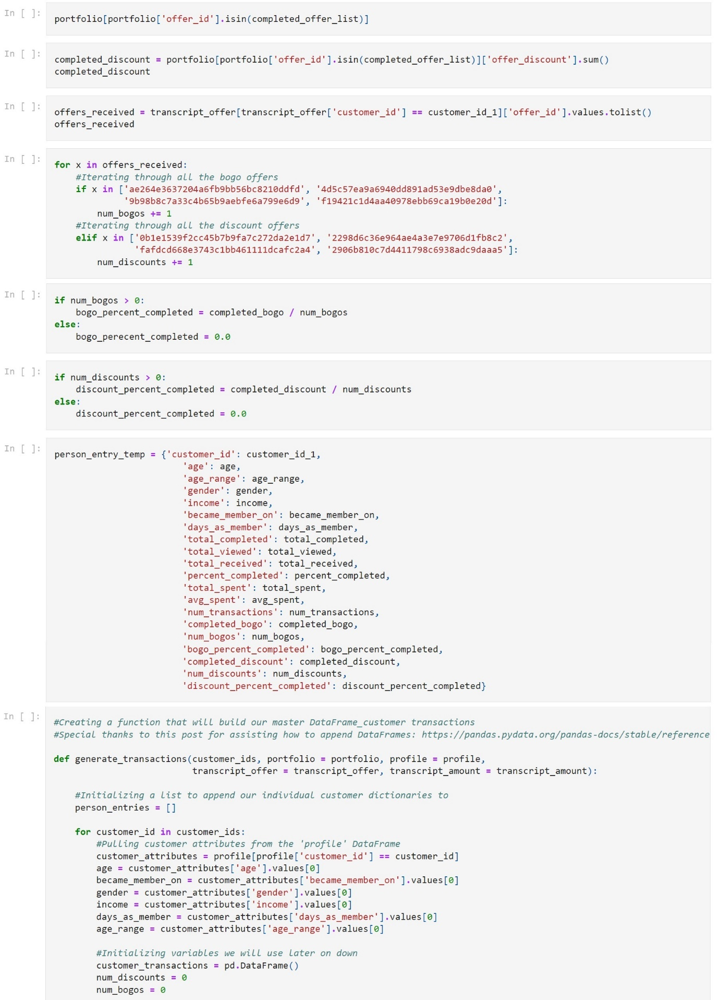 In [ ]:
portfolio[portfolio['offer_id'].isin(completed_offer_list)]
In [ ]:
completed_discount = portfolio[portfolio['offer_id'].isin(completed_offer_list)]['offer_discount'].sum()
completed_discount
In [ ]:
offers_received = transcript_offer[transcript_offer['customer_id'] == customer_id_1]['offer_id'].values.tolist()
offers_received
In [ ]:
for x in offers_received:
    #Iterating through all the bogo offers
    if x in ['ae264e3637204a6fb9bb56bc8210ddfd', '4d5c57ea9a6940dd891ad53e9dbe8da0',
             '9b98b8c7a33c4b65b9aebfe6a799e6d9', 'f19421c1d4aa40978ebb69ca19b0e20d']:
        num_bogos += 1
    #Iterating through all the discount offers
    elif x in ['0b1e1539f2cc45b7b9fa7c272da2e1d7', '2298d6c36e964ae4a3e7e9706d1fb8c2',
               'fafdcd668e3743c1bb461111dcafc2a4', '2906b810c7d4411798c6938adc9daaa5']:
        num_discounts += 1
In [ ]:
if num_bogos > 0:
    bogo_percent_completed = completed_bogo / num_bogos
else:
    bogo_perecent_completed = 0.0
In [ ]:
if num_discounts > 0:
    discount_percent_completed = completed_discount / num_discounts
else:
    discount_percent_completed = 0.0
In [ ]:
person_entry_temp = {'customer_id': customer_id_1,
                        'age': age,
                        'age_range': age_range,
                        'gender': gender,
                        'income': income,
                        'became_member_on': became_member_on,
                        'days_as_member': days_as_member,
                        'total_completed': total_completed,
                        'total_viewed': total_viewed,
                        'total_received': total_received,
                        'percent_completed': percent_completed,
                        'total_spent': total_spent,
                        'avg_spent': avg_spent,
                        'num_transactions': num_transactions,
                        'completed_bogo': completed_bogo,
                        'num_bogos': num_bogos,
                        'bogo_percent_completed': bogo_percent_completed,
                        'completed_discount': completed_discount,
                        'num_discounts': num_discounts,
                        'discount_percent_completed': discount_percent_completed}
In [ ]:
#Creating a function that will build our master DataFrame_customer transactions
#Special thanks to this post for assisting how to append DataFrames: https://pandas.pydata.org/pandas-docs/stable/reference
def generate_transactions(customer_ids, portfolio = portfolio, profile = profile,
                          transcript_offer = transcript_offer, transcript_amount = transcript_amount):
    #Initializing a list to append our individual customer dictionaries to
    person_entries = []
    for customer_id in customer_ids:
        #Pulling customer attributes from the 'profile' DataFrame
        customer_attributes = profile[profile['customer_id'] == customer_id]
        age = customer_attributes['age'].values[0]
        became_member_on = customer_attributes['became_member_on'].values[0]
        gender = customer_attributes['gender'].values[0]
        income = customer_attributes['income'].values[0]
        days_as_member = customer_attributes['days_as_member'].values[0]
        age_range = customer_attributes['age_range'].values[0]
        #Initializing variables we will use later on down
        customer_transactions = pd.DataFrame()
        num_discounts = 0
        num_bogos = 0